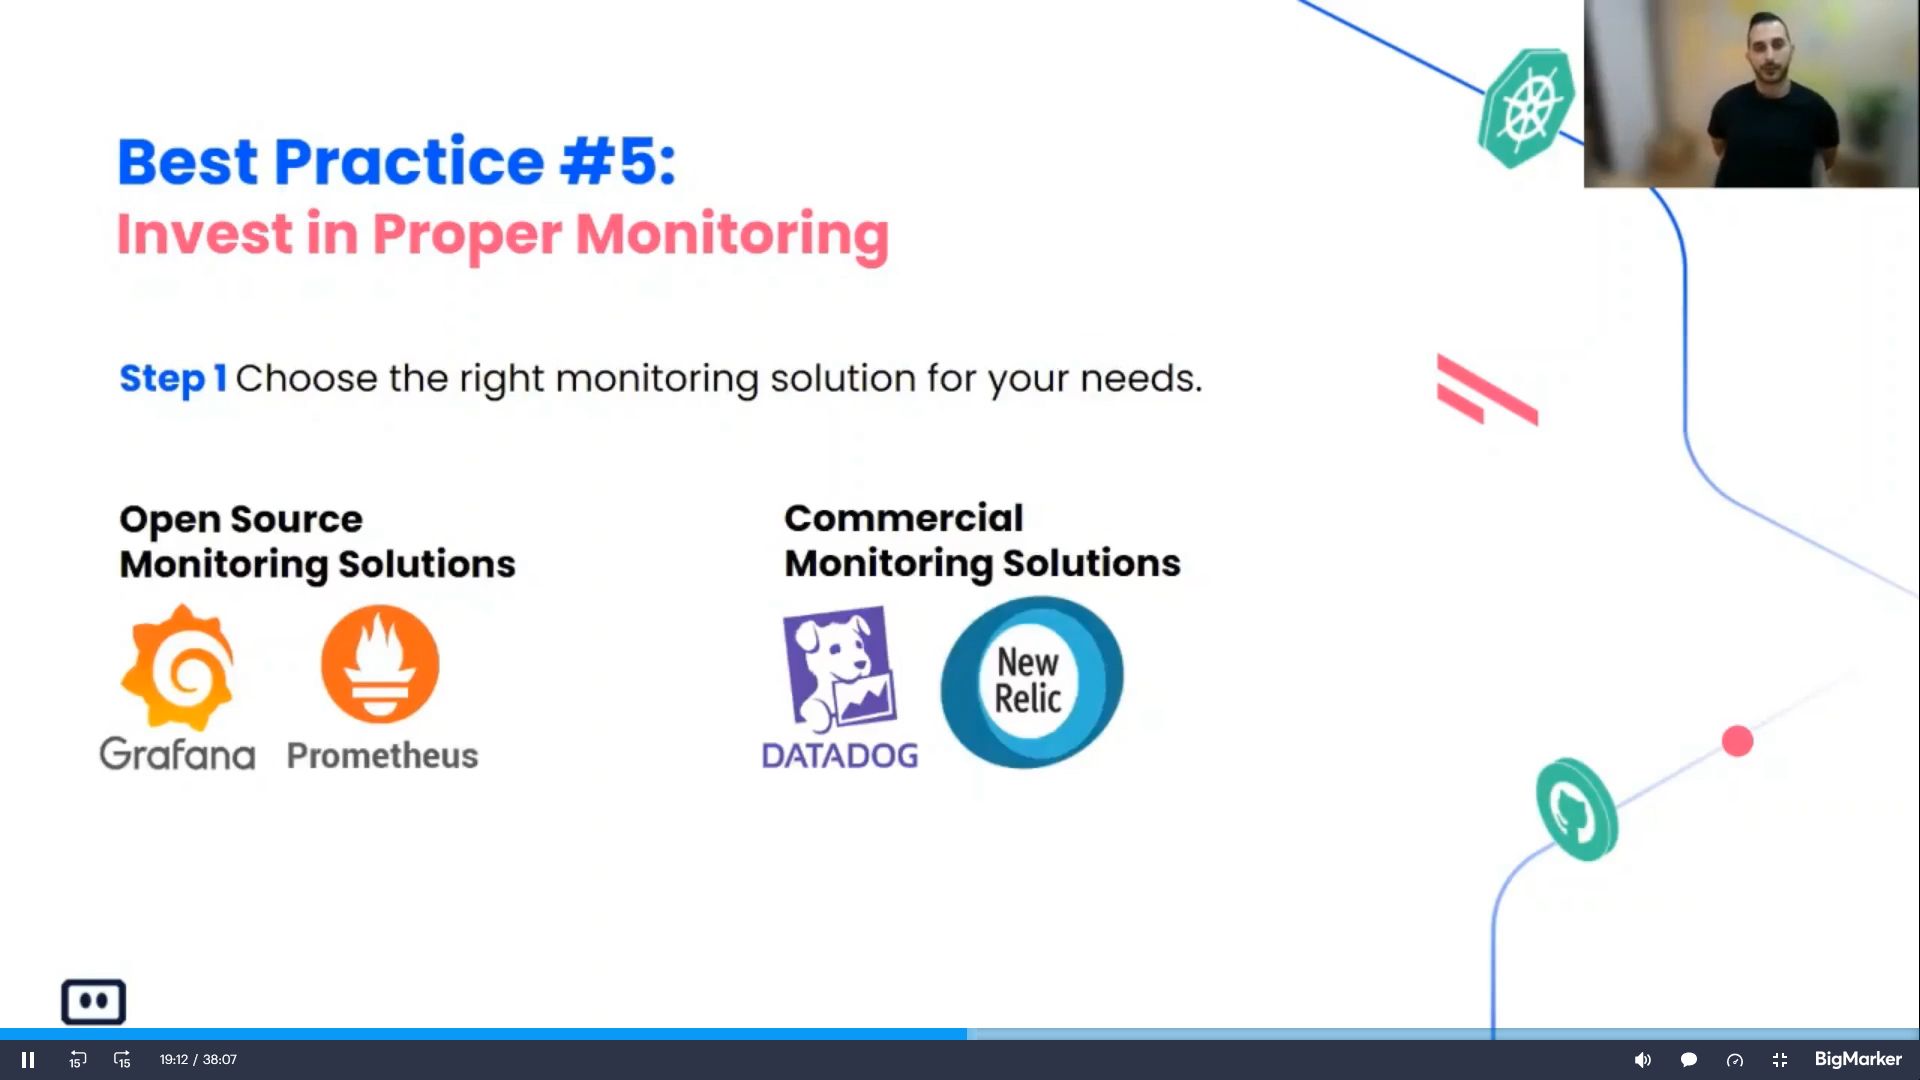 Best Practice #5:
Invest in Proper Monitoring
Step 1 Choose the right monitoring solution for your needs.
Open Source
Monitoring Solutions
Commercial
Monitoring Solutions
Grafana
Prometheus
DATADOG
New
Relic
15
15
19:12 / 38:07
BigMarker